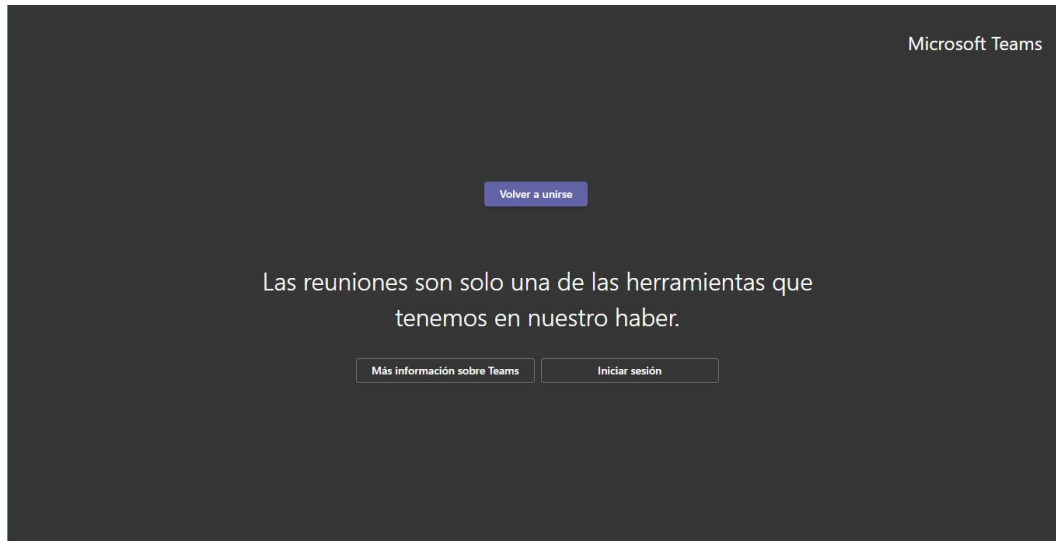 Microsoft Teams
Volver a unirse
Las reuniones son solo una de las herramientas que
tenemos en nuestro haber.
Más información sobre Teams
Iniciar sesión